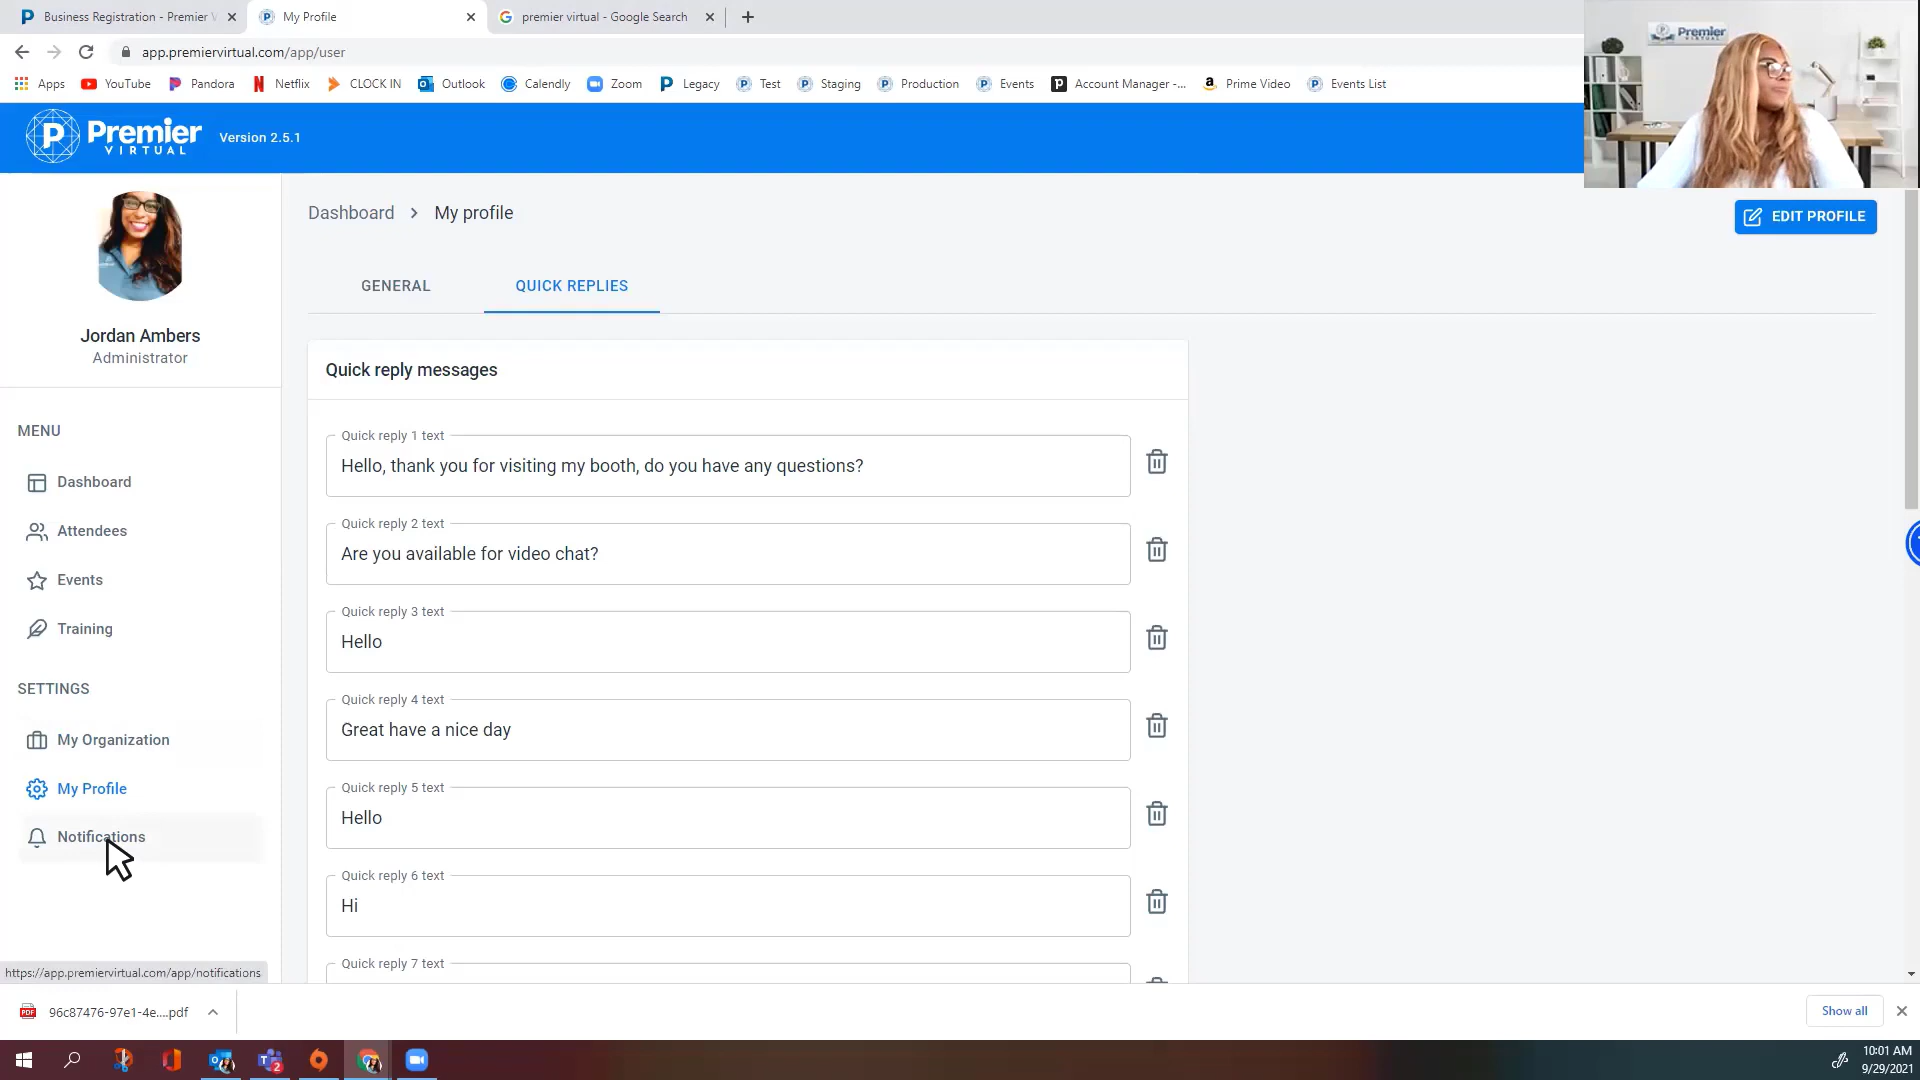 Business Registration - Premier V
My Profile
premier virtual - Google Search
app.premiervirtual.com/app/user
Apps
YouTube
Pandora
Netflix
CLOCK IN
Outlook
Calendly
Zoom
Legacy
Test
Staging
Production
Events
Account Manager -...
Prime Video
Events List
Premier
VIRTUAL
Version 2.5.1
Premier
VIRTUAL
Jordan Ambers
Administrator
MENU
Dashboard
Attendees
Events
Training
SETTINGS
My Organization
My Profile
Notifications
Dashboard > My profile
EDIT PROFILE
GENERAL
QUICK REPLIES
Quick reply messages
Quick reply 1 text
Hello, thank you for visiting my booth, do you have any questions?
Quick reply 2 text
Are you available for video chat?
Quick reply 3 text
Hello
Quick reply 4 text
Great have a nice day
Quick reply 5 text
Hello
Quick reply 6 text
Hi
Quick reply 7 text
https://app.premiervirtual.com/app/notifications
96c87476-97e1-4e....pdf
Show all
10:01 AM
9/29/2021